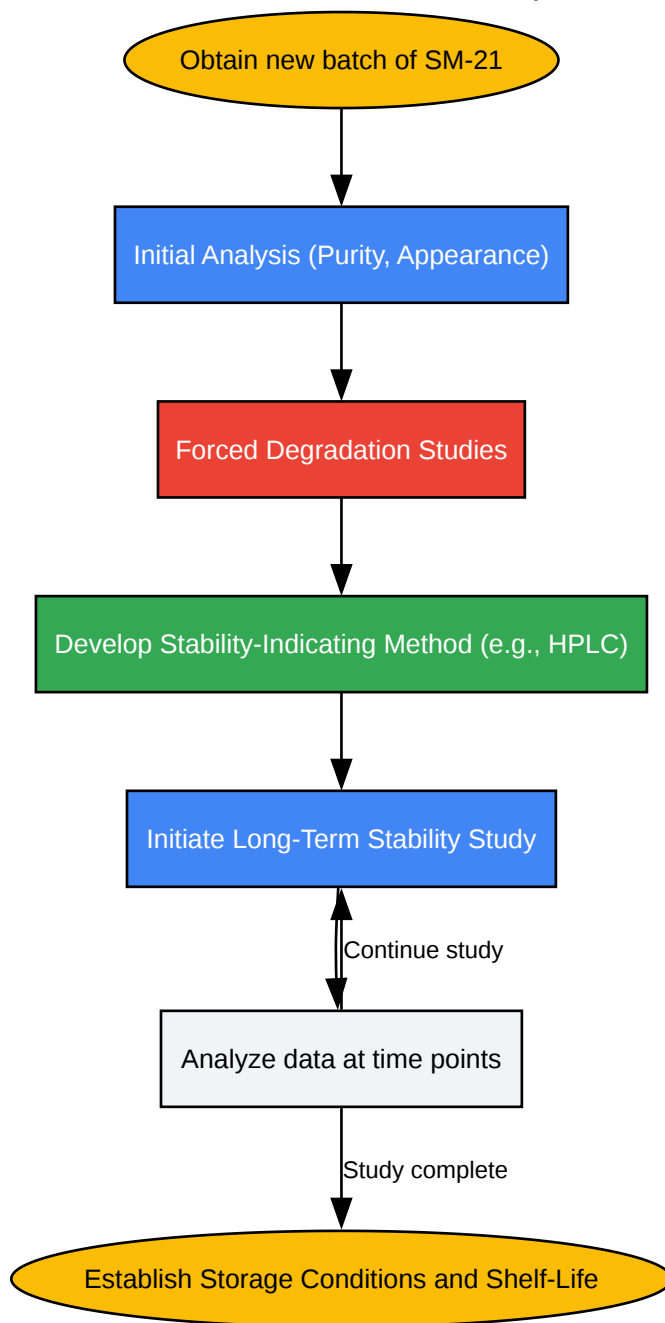 Obtain new batch of SM-21
Initial Analysis (Purity, Appearance)
Forced Degradation Studies
Develop Stability-Indicating Method (e.g., HPLC)
Initiate Long-Term Stability Study
Continue study
Analyze data at time points
Study complete
Establish Storage Conditions and Shelf-Life